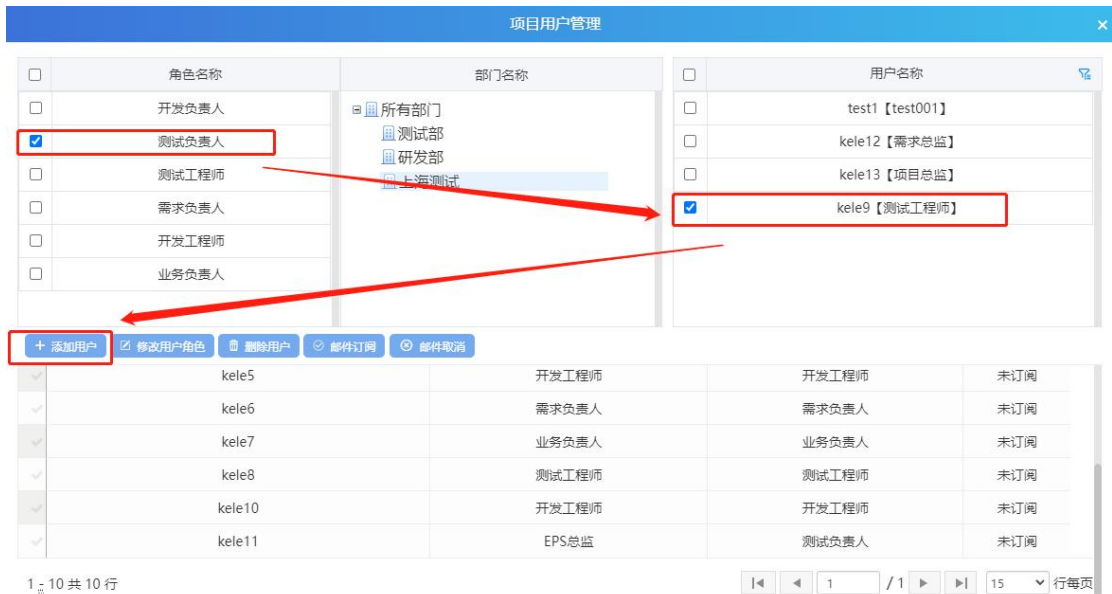 项目用户管理
角色名称 部门名称 用户名称
开发负责人
测试负责人
测试工程师
需求负责人
开发工程师
业务负责人
所有部门
测试部
研发部
上海测试
test1【test001】
kele12【需求总监】
kele13【项目总监】
kele9【测试工程师】
添加用户 修改用户角色 删除用户 邮件订阅 邮件取消
kele5 开发工程师 开发工程师 未订阅
kele6 需求负责人 需求负责人 未订阅
kele7 业务负责人 业务负责人 未订阅
kele8 测试工程师 测试工程师 未订阅
kele10 开发工程师 开发工程师 未订阅
kele11 EPS总监 测试负责人 未订阅
1 - 10 共 10 行 1 / 1 15 行每页